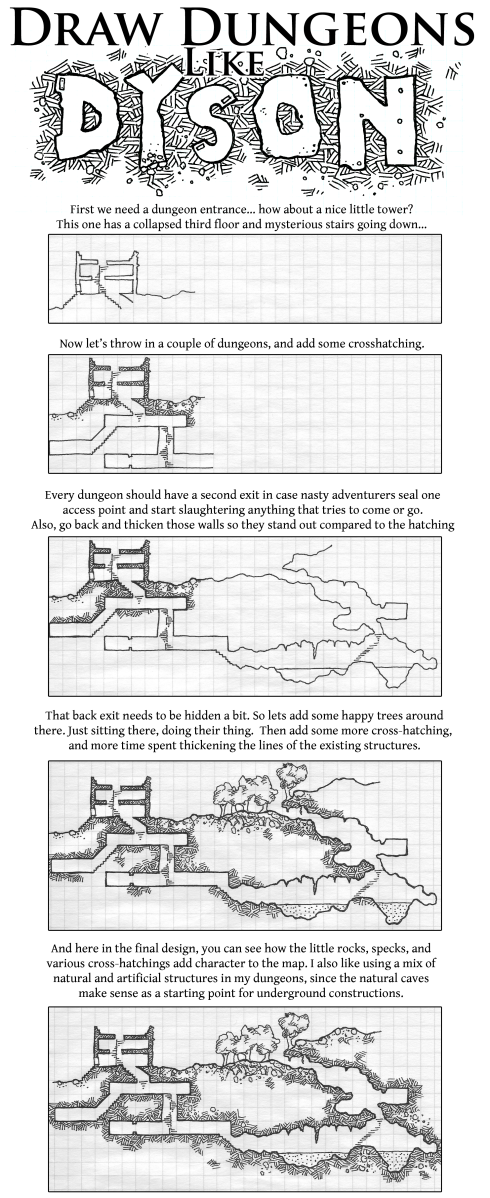 DRAW DUNGEONS
LIKE
DYSON
First we need a dungeon entrance... how about a nice little tower?
This one has a collapsed third floor and mysterious stairs going down...
Now let's throw in a couple of dungeons, and add some crosshatching.
Every dungeon should have a second exit in case nasty adventurers seal one
access point and start slaughtering anything that tries to come or go.
Also, go back and thicken those walls so they stand out compared to the hatching
That back exit needs to be hidden a bit. So lets add some happy trees around
there. Just sitting there, doing their thing.  Then add some more cross-hatching,
and more time spent thickening the lines of the existing structures.
And here in the final design, you can see how the little rocks, specks, and
various cross-hatchings add character to the map. I also like using a mix of
natural and artificial structures in my dungeons, since the natural caves
make sense as a starting point for underground constructions.